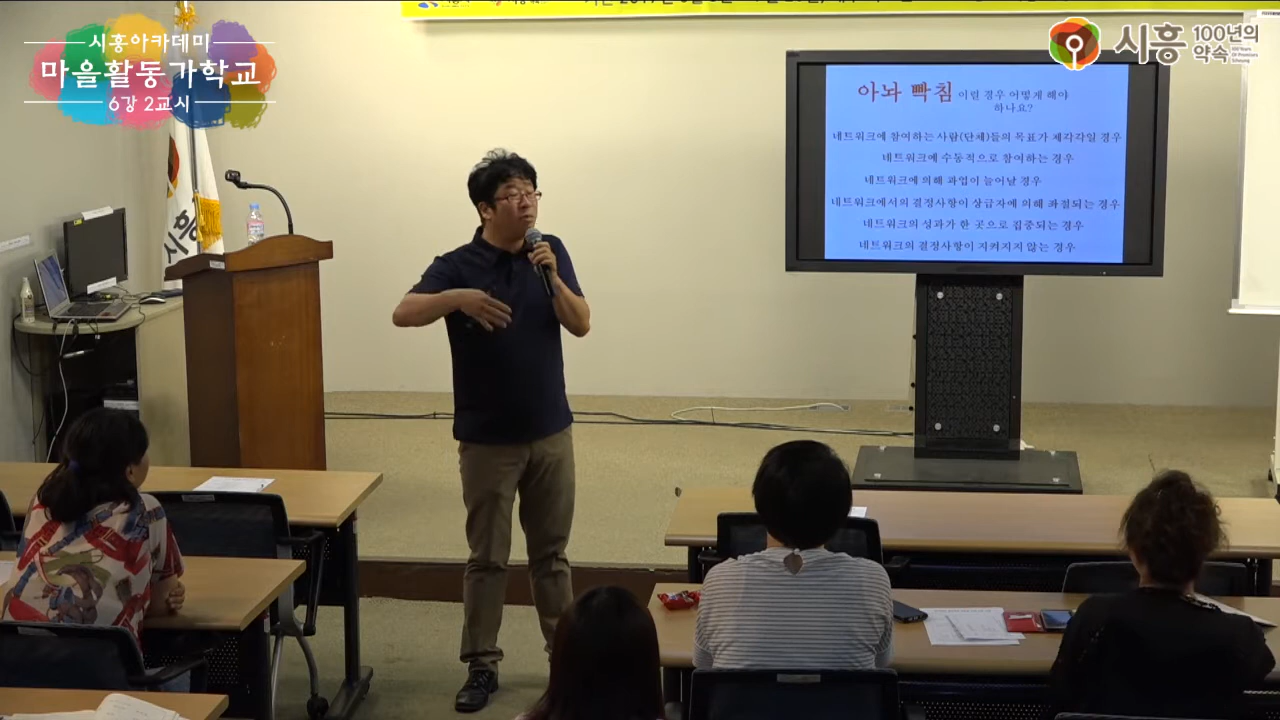 시흥아카데미
마을활동가학교
6강 2교시
시흥
100년의
약속
아놔 빡침 이럴 경우 어떻게 해야
하나요?
네트워크에 참여하는 사람(단체)들의 목표가 제각각일 경우
네트워크에 수동적으로 참여하는 경우
네트워크에 의해 과업이 늘어날 경우
네트워크에서의 결정사항이 상급자에 의해 좌절되는 경우
네트워크의 성과가 한 곳으로 집중되는 경우
네트워크의 결정사항이 지켜지지 않는 경우
시흥